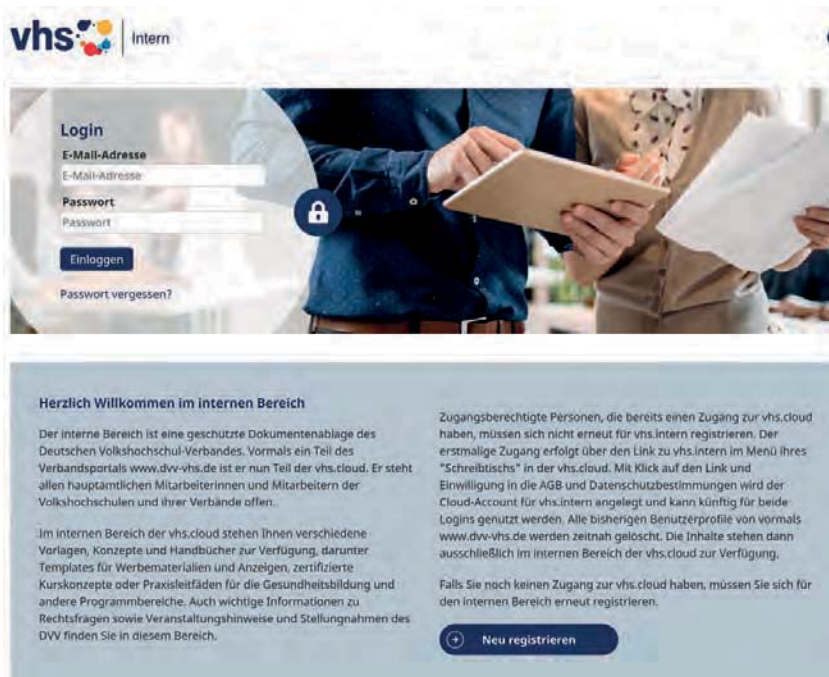 vhs
Intern
Login
E-Mail-Adresse
E-Mail-Adresse
Passwort
Passwort
Einloggen
Passwort vergessen?
Herzlich Willkommen im internen Bereich
Der interne Bereich ist eine geschützte Dokumentenablage des
Deutschen Volkshochschul-Verbandes. Vormals ein Teil des
Verbandsportals www.dvv-vhs.de ist er nun Teil der vhs.cloud. Er steht
allen hauptamtlichen Mitarbeiterinnen und Mitarbeitern der
Volkshochschulen und ihrer Verbände offen.
Im internen Bereich der vhs.cloud stehen Ihnen verschiedene
Vorlagen, Konzepte und Handbücher zur Verfügung, darunter
Templates für Werbematerialien und Anzeigen, zertifizierte
Kurskonzepte oder Praxisleitfäden für die Gesundheitsbildung und
andere Programmbereiche. Auch wichtige Informationen zu
Rechtsfragen sowie Veranstaltungshinweise und Stellungnahmen des
DVV finden Sie in diesem Bereich.
Zugangsberechtigte Personen, die bereits einen Zugang zur vhs.cloud
haben, müssen sich nicht erneut für vhs.intern registrieren. Der
erstmalige Zugang erfolgt über den Link zu vhs.intern im Menü ihres
"Schreibtischs" in der vhs.cloud. Mit Klick auf den Link und
Einwilligung in die AGB und Datenschutzbestimmungen wird der
Cloud-Account für vhs.intern angelegt und kann künftig für beide
Logins genutzt werden. Alle bisherigen Benutzerprofile von vormals
www.dvv-vhs.de werden zeitnah gelöscht. Die Inhalte stehen dann
ausschließlich im internen Bereich der vhs.cloud zur Verfügung.
Falls Sie noch keinen Zugang zur vhs.cloud haben, müssen Sie sich für
den internen Bereich erneut registrieren.
Neu registrieren